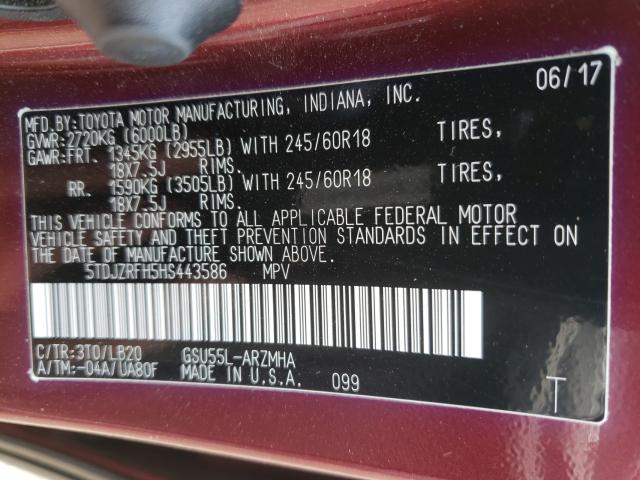 06/17
MFD.BY:TOYOTA MOTOR MANUFACTURING, INDIANA, INC.
GVWR:2720KG (6000LB)
GAWR:FRT. 1345KG (2955LB) WITH 245/60R18 TIRES,
18X7.5J RIMS.
RR. 1590KG (3505LB) WITH 245/60R18 TIRES,
18X7.5J RIMS.
THIS VEHICLE CONFORMS TO ALL APPLICABLE FEDERAL MOTOR
VEHICLE SAFETY AND THEFT PREVENTION STANDARDS IN EFFECT ON
THE DATE OF MANUFACTURE SHOWN ABOVE.
5TDJZRFH5HS443586 MPV
C/TR:3T0/LB20 GSU55L-ARZMHA
A/TM:-04A/UA80F MADE IN U.S.A. 099
T